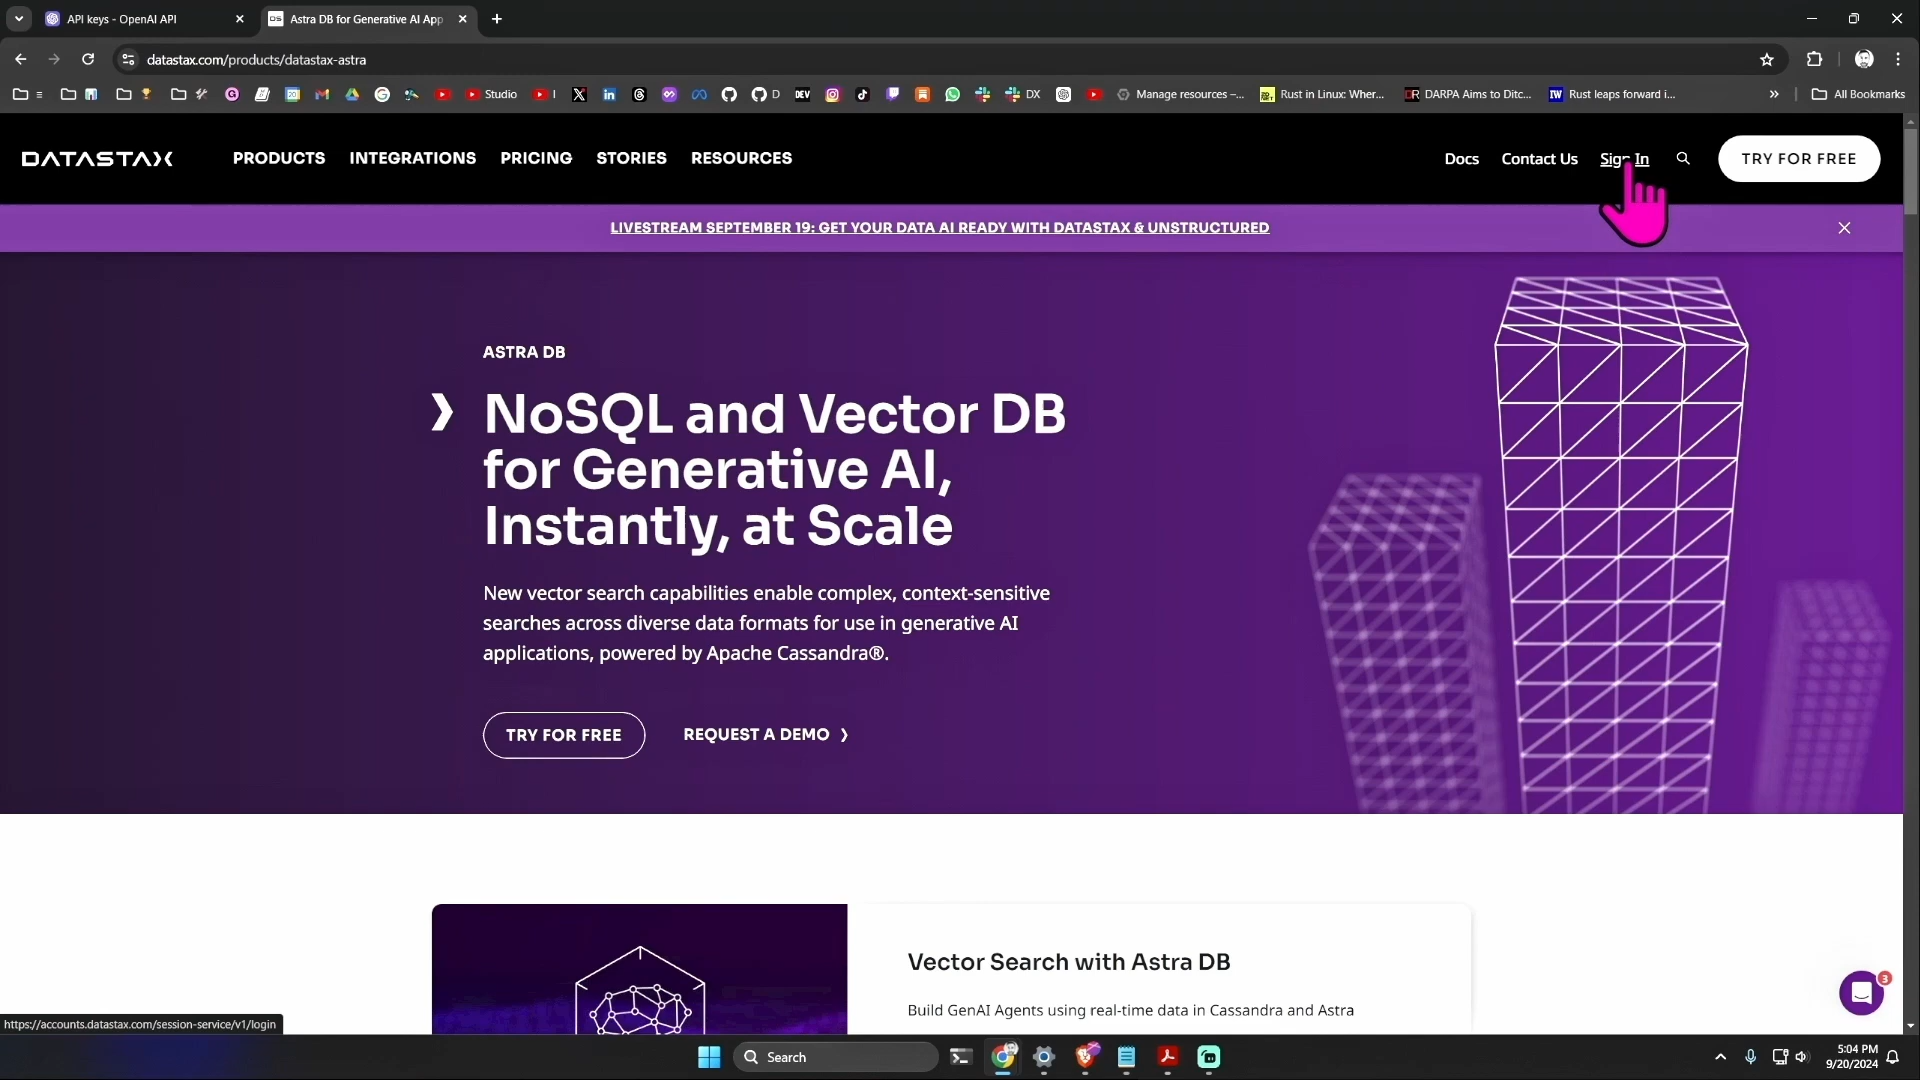 API keys - OpenAI API
Astra DB for Generative AI App
datastax.com/products/datastax-astra
Studio
DX
Manage resources –...
Rust in Linux: Wher...
DARPA Aims to Ditc...
Rust leaps forward i...
All Bookmarks
DATASTAX
PRODUCTS INTEGRATIONS PRICING STORIES RESOURCES
Docs Contact Us Sign In
TRY FOR FREE
LIVESTREAM SEPTEMBER 19: GET YOUR DATA AI READY WITH DATASTAX & UNSTRUCTURED
ASTRA DB
NoSQL and Vector DB
for Generative AI,
Instantly, at Scale
New vector search capabilities enable complex, context-sensitive
searches across diverse data formats for use in generative AI
applications, powered by Apache Cassandra®.
TRY FOR FREE
REQUEST A DEMO
Vector Search with Astra DB
Build GenAI Agents using real-time data in Cassandra and Astra
3
https://accounts.datastax.com/session-service/v1/login
Search
5:04 PM
9/20/2024